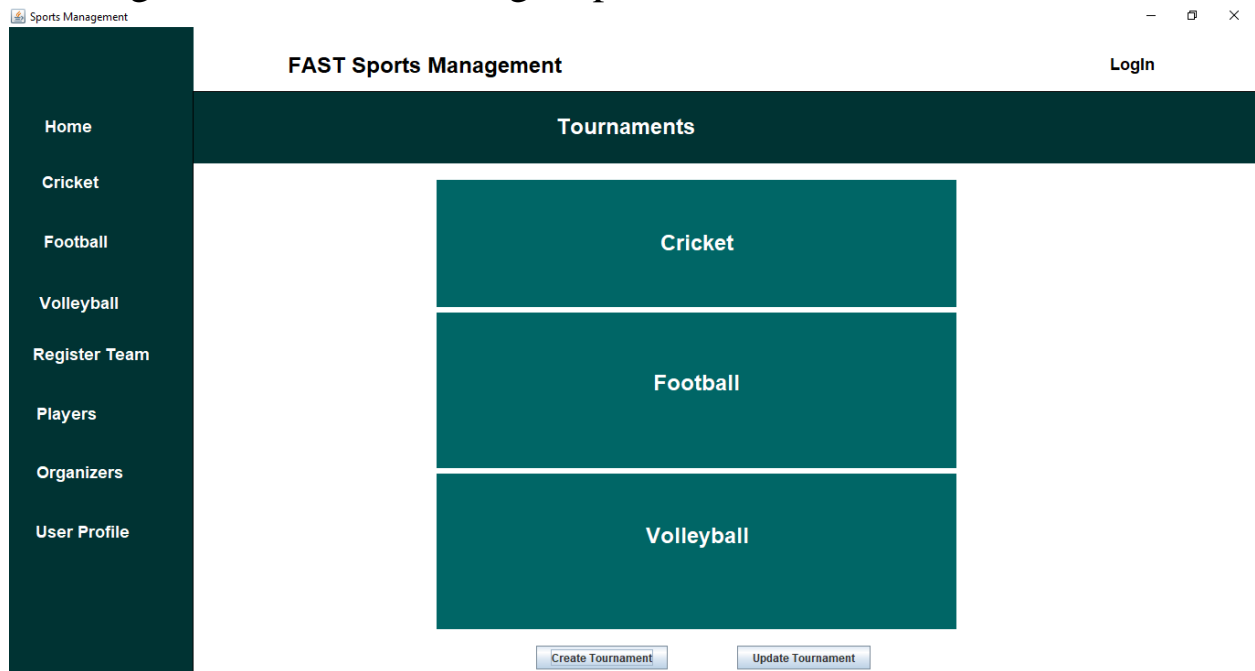 Sports Management
FAST Sports Management
LogIn
Home
Tournaments
Cricket
Football
Volleyball
Register Team
Players
Organizers
User Profile
Cricket
Football
Volleyball
Create Tournament
Update Tournament